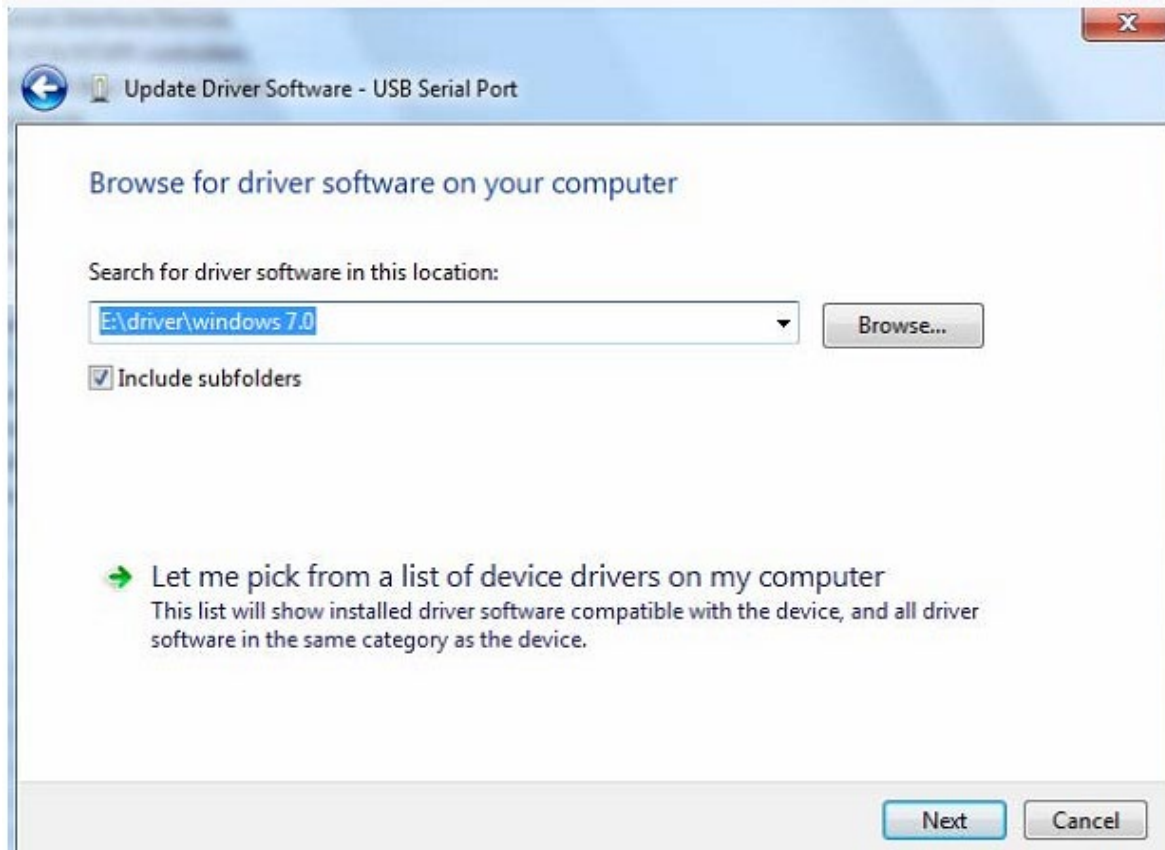 x
Update Driver Software - USB Serial Port
Browse for driver software on your computer
Search for driver software in this location:
E:\driver\windows 7.0
Browse...
Include subfolders
Let me pick from a list of device drivers on my computer
This list will show installed driver software compatible with the device, and all driver
software in the same category as the device.
Next
Cancel